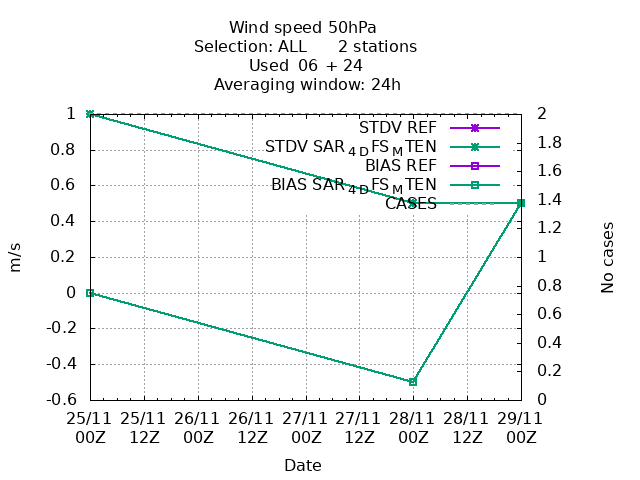 Wind speed 50hPa
Selection: ALL 2 stations
Used 06 + 24
Averaging window: 24h
1
0.8
0.6
0.4
0.2
0
-0.2
-0.4
-0.6
m/s
STDV REF
STDV SAR4DFSMTEN
BIAS REF
BIAS SAR4DFSMTEN
CASES
2
1.8
1.6
1.4
1.2
1
0.8
0.6
0.4
0.2
0
No cases
25/11 25/11 26/11 26/11 27/11 27/11 28/11 28/11 29/11
00Z 12Z 00Z 12Z 00Z 12Z 00Z 12Z 00Z
Date